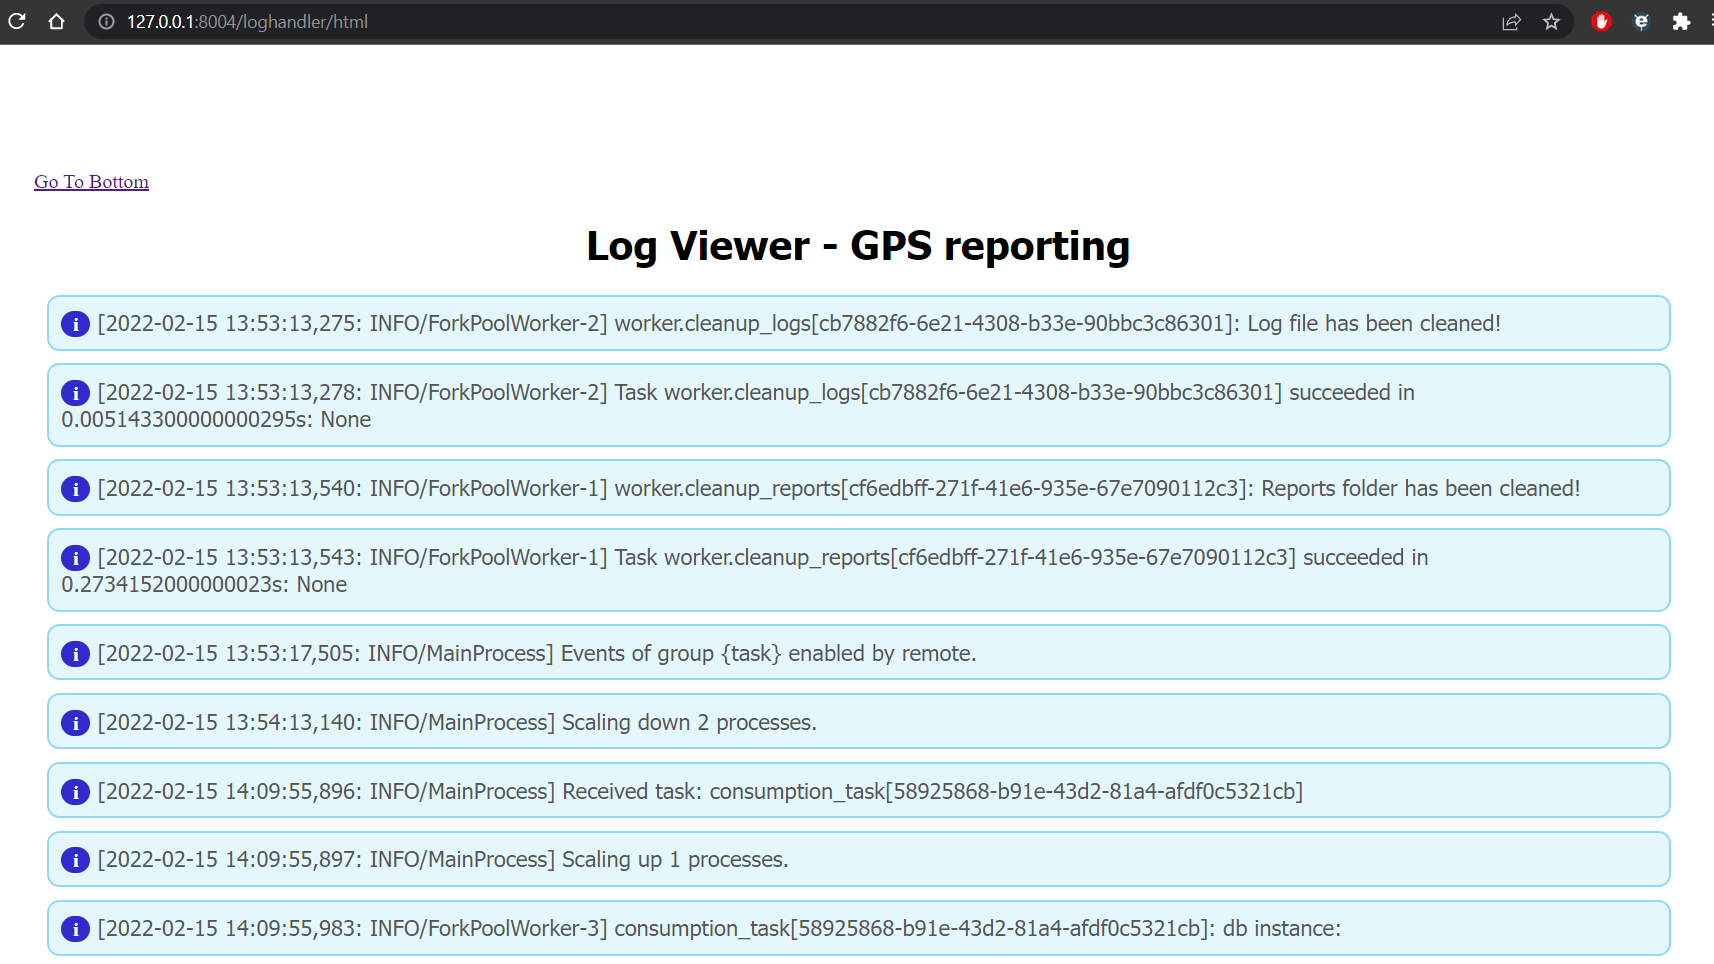 127.0.0.1:8004/loghandler/html
Go To Bottom
Log Viewer - GPS reporting
i [2022-02-15 13:53:13,275: INFO/ForkPoolWorker-2] worker.cleanup_logs[cb7882f6-6e21-4308-b33e-90bbc3c86301]: Log file has been cleaned!
i [2022-02-15 13:53:13,278: INFO/ForkPoolWorker-2] Task worker.cleanup_logs[cb7882f6-6e21-4308-b33e-90bbc3c86301] succeeded in
0.005143300000000295s: None
i [2022-02-15 13:53:13,540: INFO/ForkPoolWorker-1] worker.cleanup_reports[cf6edbff-271f-41e6-935e-67e7090112c3]: Reports folder has been cleaned!
i [2022-02-15 13:53:13,543: INFO/ForkPoolWorker-1] Task worker.cleanup_reports[cf6edbff-271f-41e6-935e-67e7090112c3] succeeded in
0.2734152000000023s: None
i [2022-02-15 13:53:17,505: INFO/MainProcess] Events of group {task} enabled by remote.
i [2022-02-15 13:54:13,140: INFO/MainProcess] Scaling down 2 processes.
i [2022-02-15 14:09:55,896: INFO/MainProcess] Received task: consumption_task[58925868-b91e-43d2-81a4-afdf0c5321cb]
i [2022-02-15 14:09:55,897: INFO/MainProcess] Scaling up 1 processes.
i [2022-02-15 14:09:55,983: INFO/ForkPoolWorker-3] consumption_task[58925868-b91e-43d2-81a4-afdf0c5321cb]: db instance: